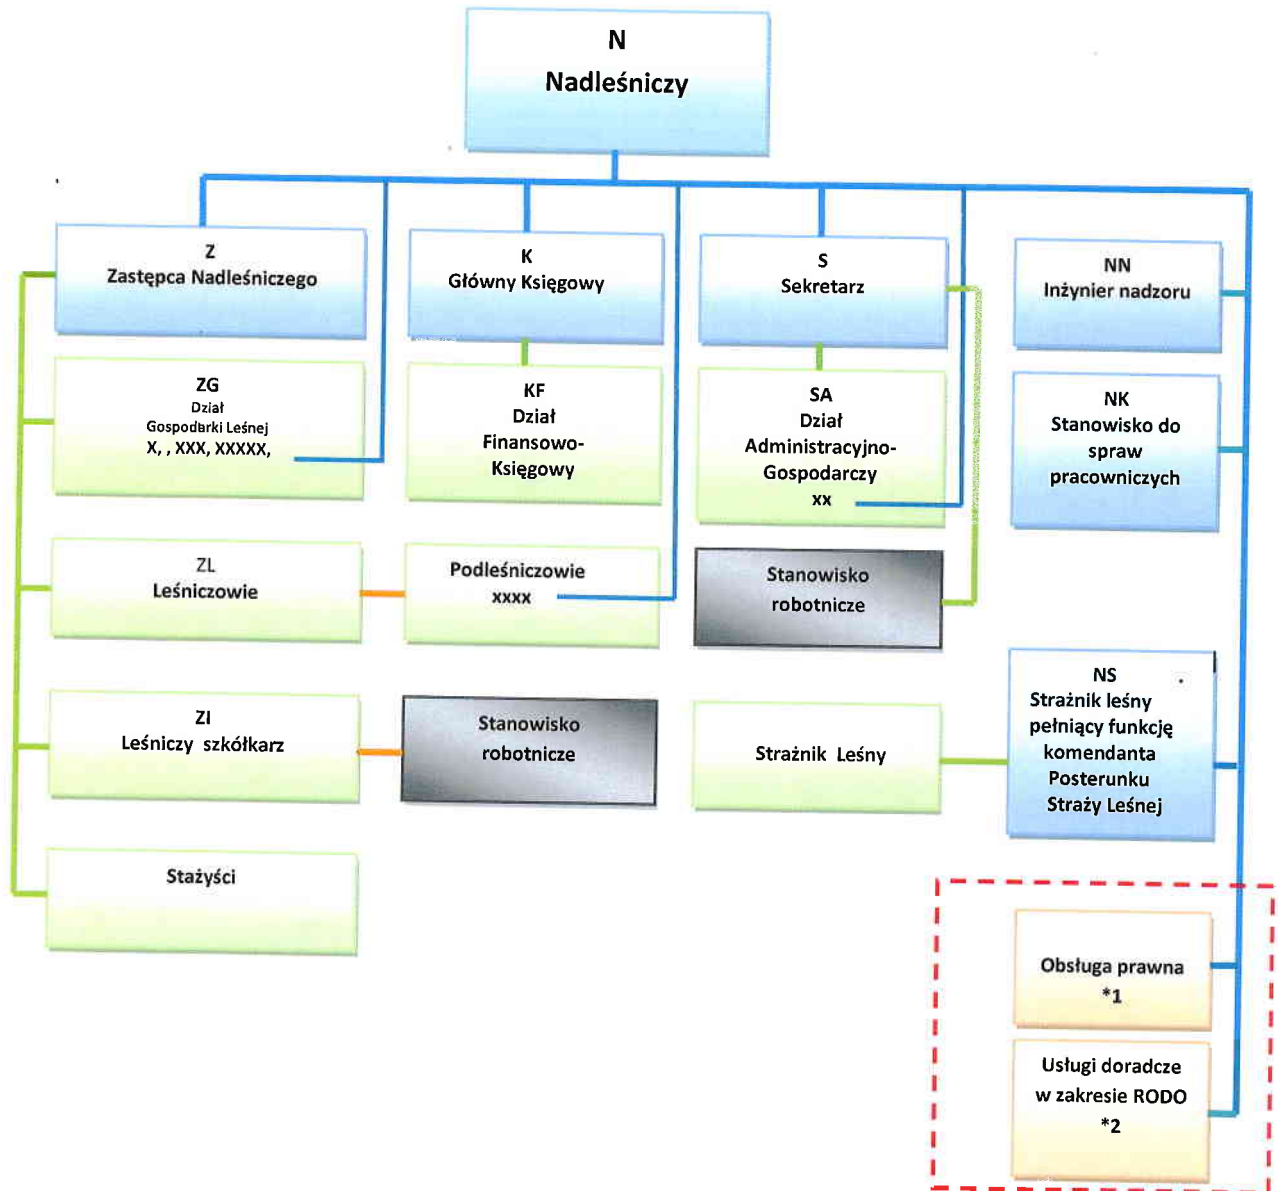 N
Nadleśniczy
Z
Zastępca Nadleśniczego
K
Główny Księgowy
S
Sekretarz
NN
Inżynier nadzoru
ZG
Dział
Gospodarki Leśnej
X, , XXX, XXXXX,
KF
Dział
Finansowo-
Księgowy
SA
Dział
Administracyjno-
Gospodarczy
xx
NK
Stanowisko do
spraw
pracowniczych
ZL
Leśniczowie
Podleśniczowie
xxxx
Stanowisko
robotnicze
ZI
Leśniczy szkółkarz
Stanowisko
robotnicze
Strażnik Leśny
NS
Strażnik leśny
pełniący funkcję
komendanta
Posterunku
Straży Leśnej
Stażyści
Obsługa prawna
*1
Usługi doradcze
w zakresie RODO
*2